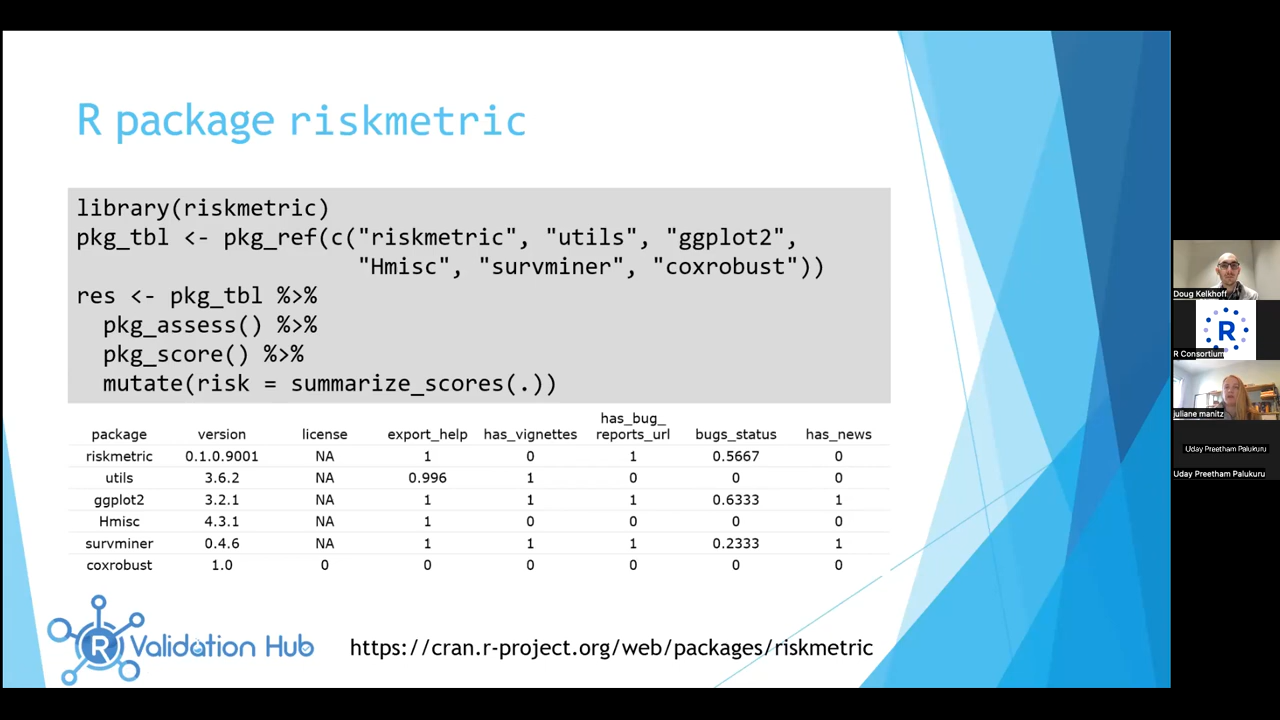 R package riskmetric
library(riskmetric)
pkg_tbl <- pkg_ref(c("riskmetric", "utils", "ggplot2",
"Hmisc", "survminer", "coxrobust"))
res <- pkg_tbl %>%
pkg_assess() %>%
pkg_score() %>%
mutate(risk = summarize_scores(.))
package version license export_help has_vignettes has_bug_reports_url bugs_status has_news
riskmetric 0.1.0.9001 NA 1 0 1 0.5667 0
utils 3.6.2 NA 0.996 1 0 0 0
ggplot2 3.2.1 NA 1 1 1 0.6333 1
Hmisc 4.3.1 NA 1 0 0 0 0
survminer 0.4.6 NA 1 1 1 0.2333 1
coxrobust 1.0 0 0 0 0 0 0
R Validation Hub
https://cran.r-project.org/web/packages/riskmetric
Doug Kelkhoff
R
R Consortium
juliane manitz
Uday Preetham Palukuru
Uday Preetham Palukuru